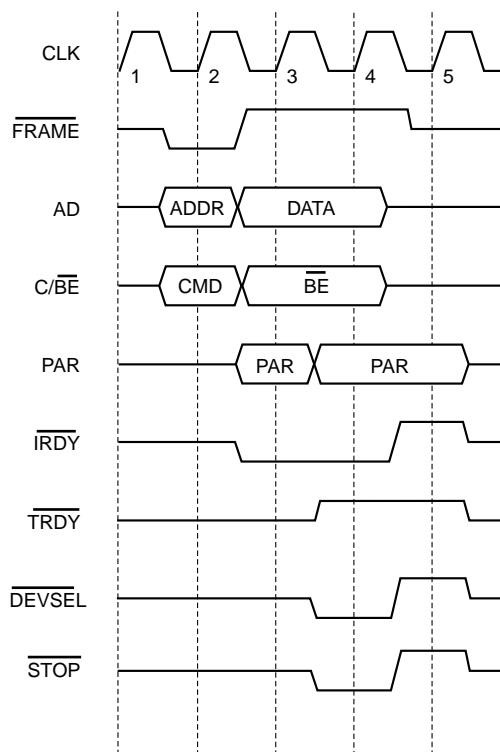 CLK
1 2 3 4 5
FRAME
AD ADDR DATA
C/BE CMD BE
PAR PAR PAR
IRDY
TRDY
DEVSEL
STOP